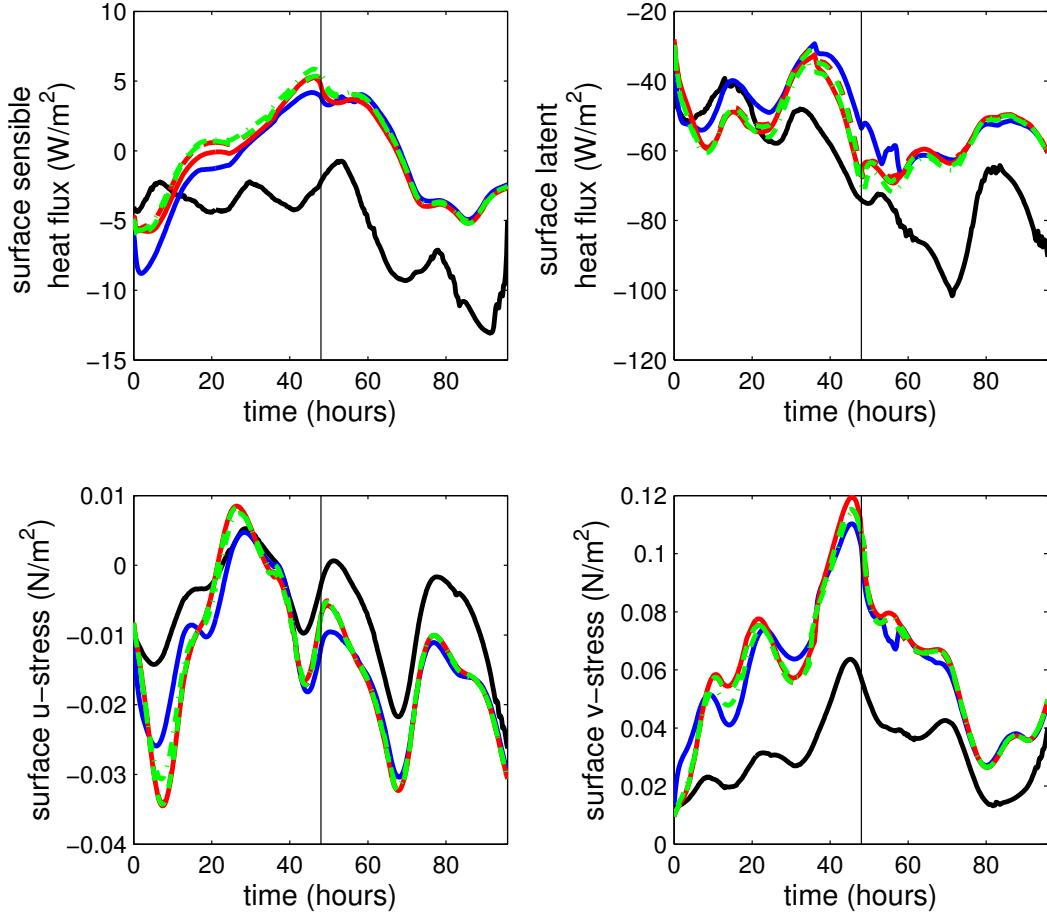 10
5
0
−5
−10
−15
0 20 40 60 80
time (hours)
surface sensible
heat flux (W/m²)
−20
−40
−60
−80
−100
−120
0 20 40 60 80
time (hours)
surface latent
heat flux (W/m²)
0.01
0
−0.01
−0.02
−0.03
−0.04
0 20 40 60 80
time (hours)
surface u−stress (N/m²)
0.12
0.1
0.08
0.06
0.04
0.02
0
0 20 40 60 80
time (hours)
surface v−stress (N/m²)